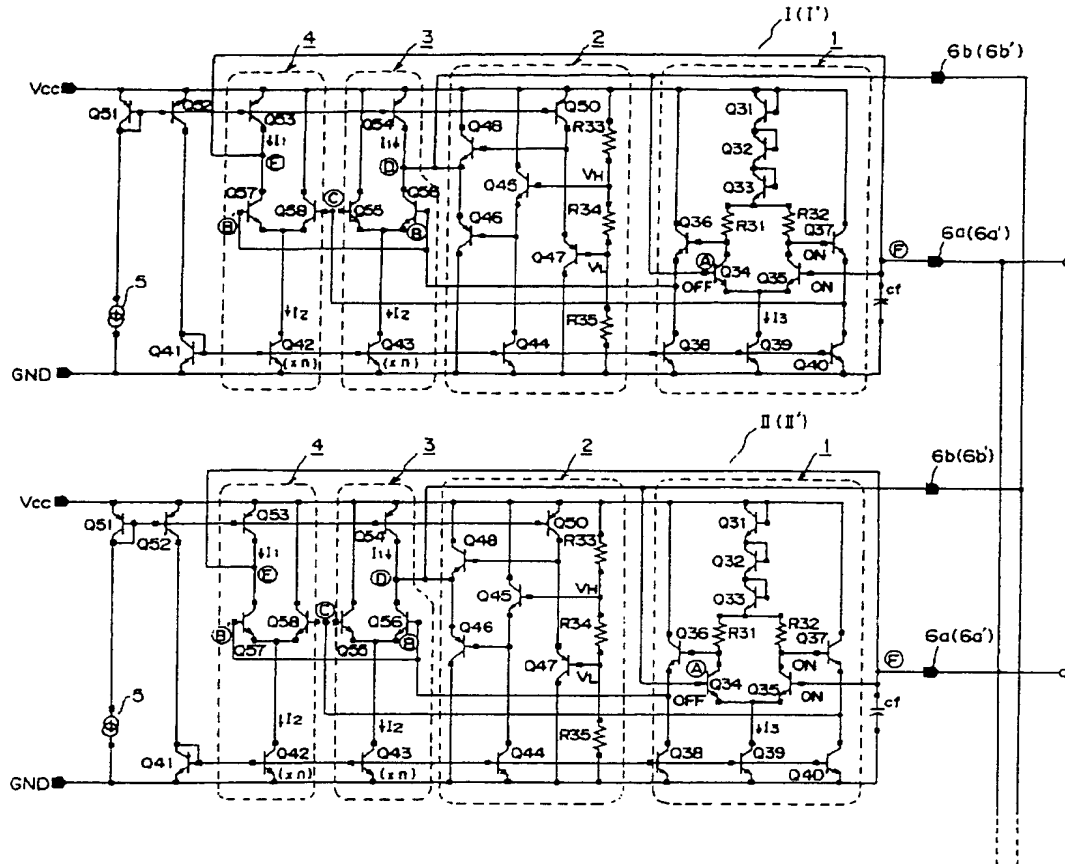 I(I')
4
3
2
1
6b(6b')
Vcc
Q51
Q52
Q53
Q54
Q50
Q48
R33
Q31
Q32
Q33
↓I1
I1↓
E
D
VH
Q57
Q58
C
Q55
Q56
B
B
Q45
Q46
R34
Q47
VL
R35
Q36
R31
R32
Q37
A
Q34
Q35
ON
OFF
ON
F
6a(6a')
cf
5
↓I2
↓I2
↓I3
Q41
Q42
(xn)
Q43
(xn)
Q44
Q38
Q39
Q40
GND
II(II')
4
3
2
1
6b(6b')
Vcc
Q51
Q52
Q53
Q54
Q50
Q48
R33
Q31
Q32
Q33
↓I1
I1↓
E
D
VH
B
Q57
Q58
C
Q55
Q56
B
Q45
Q46
R34
Q47
VL
R35
Q36
R31
R32
Q37
A
Q34
Q35
ON
OFF
ON
F
6a(6a')
cf
5
↓I2
↓I2
↓I3
Q41
Q42
(xn)
Q43
(xn)
Q44
Q38
Q39
Q40
GND